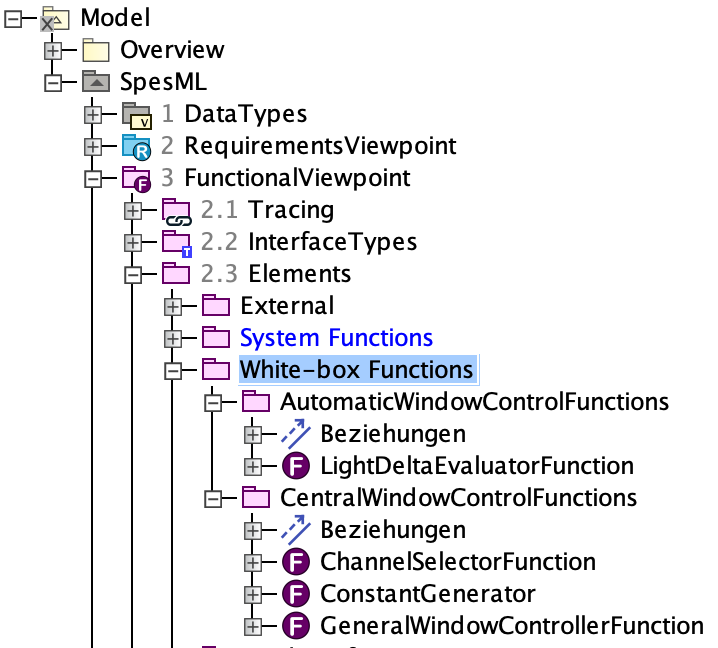 Model
Overview
SpesML
1 DataTypes
2 RequirementsViewpoint
3 FunctionalViewpoint
2.1 Tracing
2.2 InterfaceTypes
2.3 Elements
External
System Functions
White-box Functions
AutomaticWindowControlFunctions
Beziehungen
LightDeltaEvaluatorFunction
CentralWindowControlFunctions
Beziehungen
ChannelSelectorFunction
ConstantGenerator
GeneralWindowControllerFunction